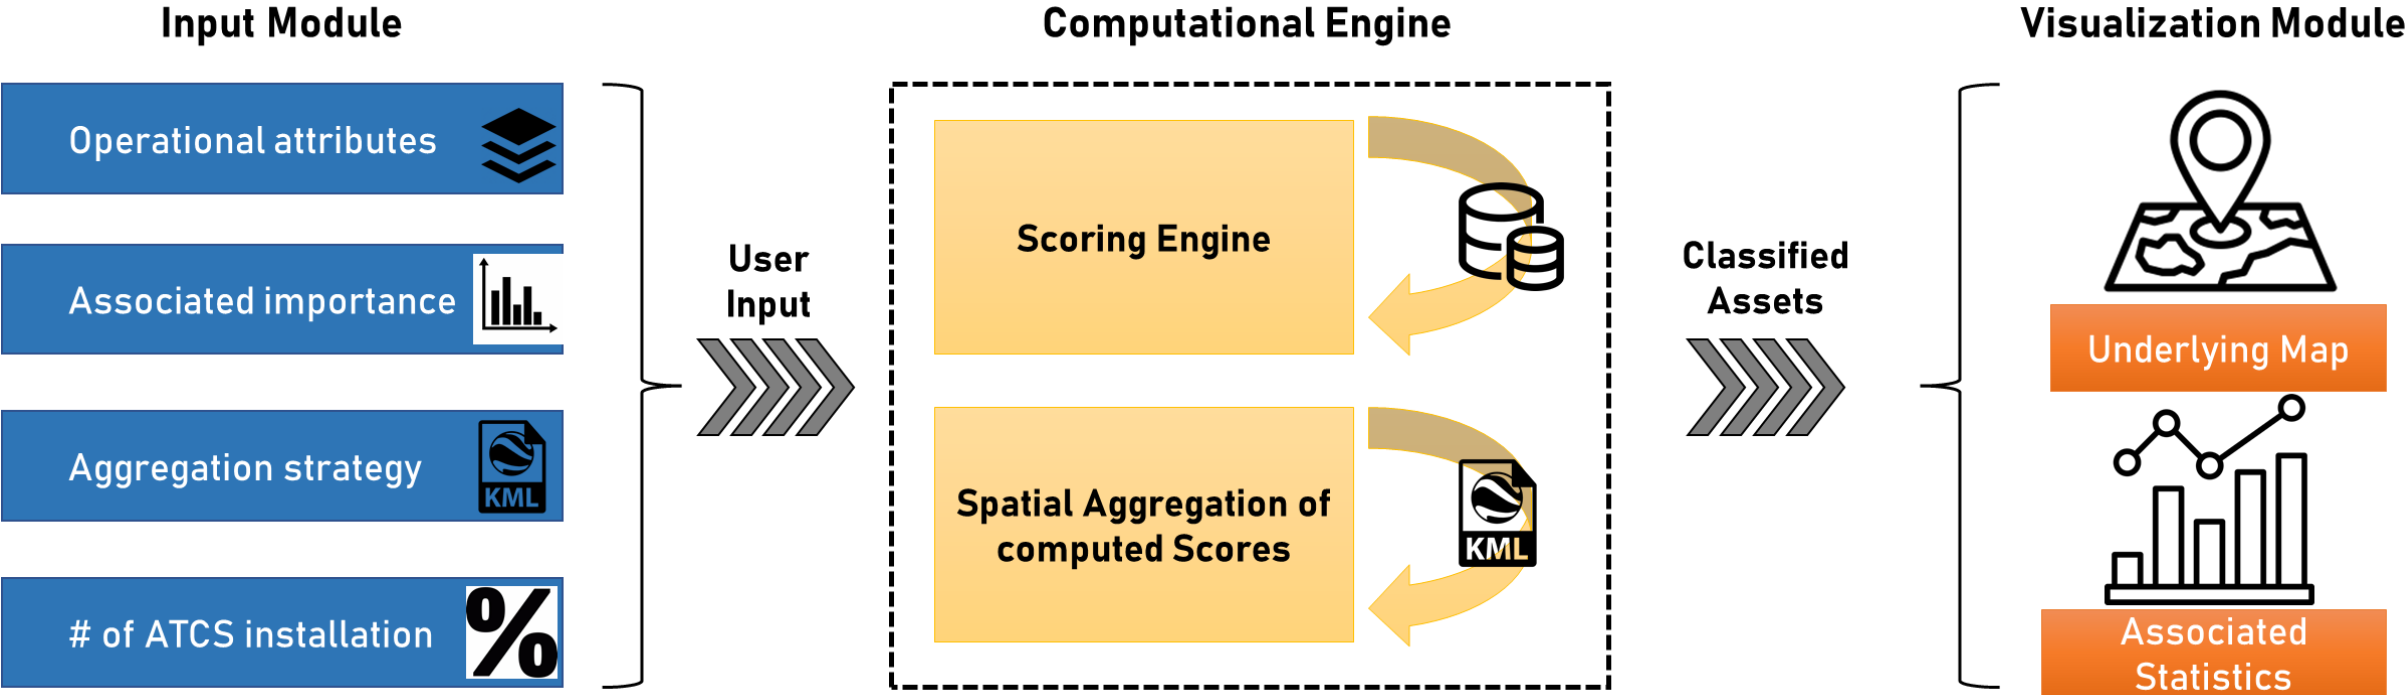 Input Module
Operational attributes
Associated importance
Aggregation strategy
KML
# of ATCS installation
%
User
Input
Computational Engine
Scoring Engine
Spatial Aggregation of
computed Scores
KML
Classified
Assets
Visualization Module
Underlying Map
Associated
Statistics